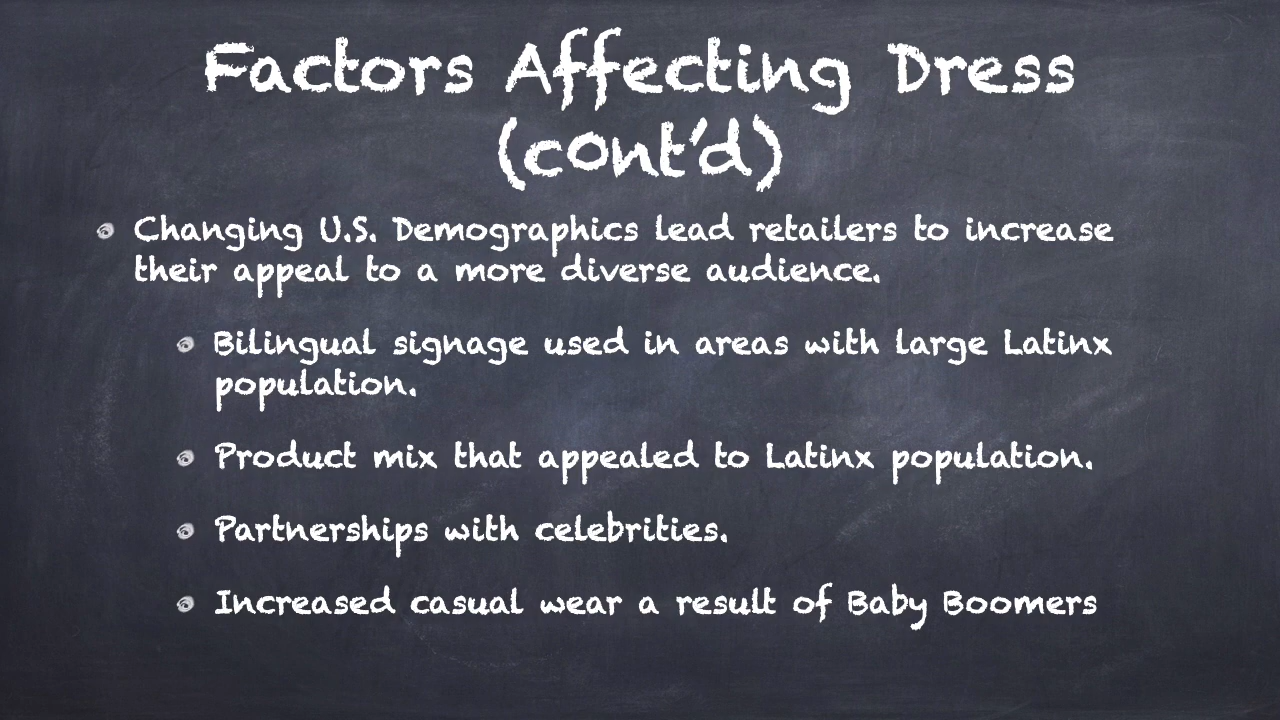 Factors Affecting Dress
(cont'd)
Changing U.S. Demographics lead retailers to increase
their appeal to a more diverse audience.
Bilingual signage used in areas with large Latinx
population.
Product mix that appealed to Latinx population.
Partnerships with celebrities.
Increased casual wear a result of Baby Boomers